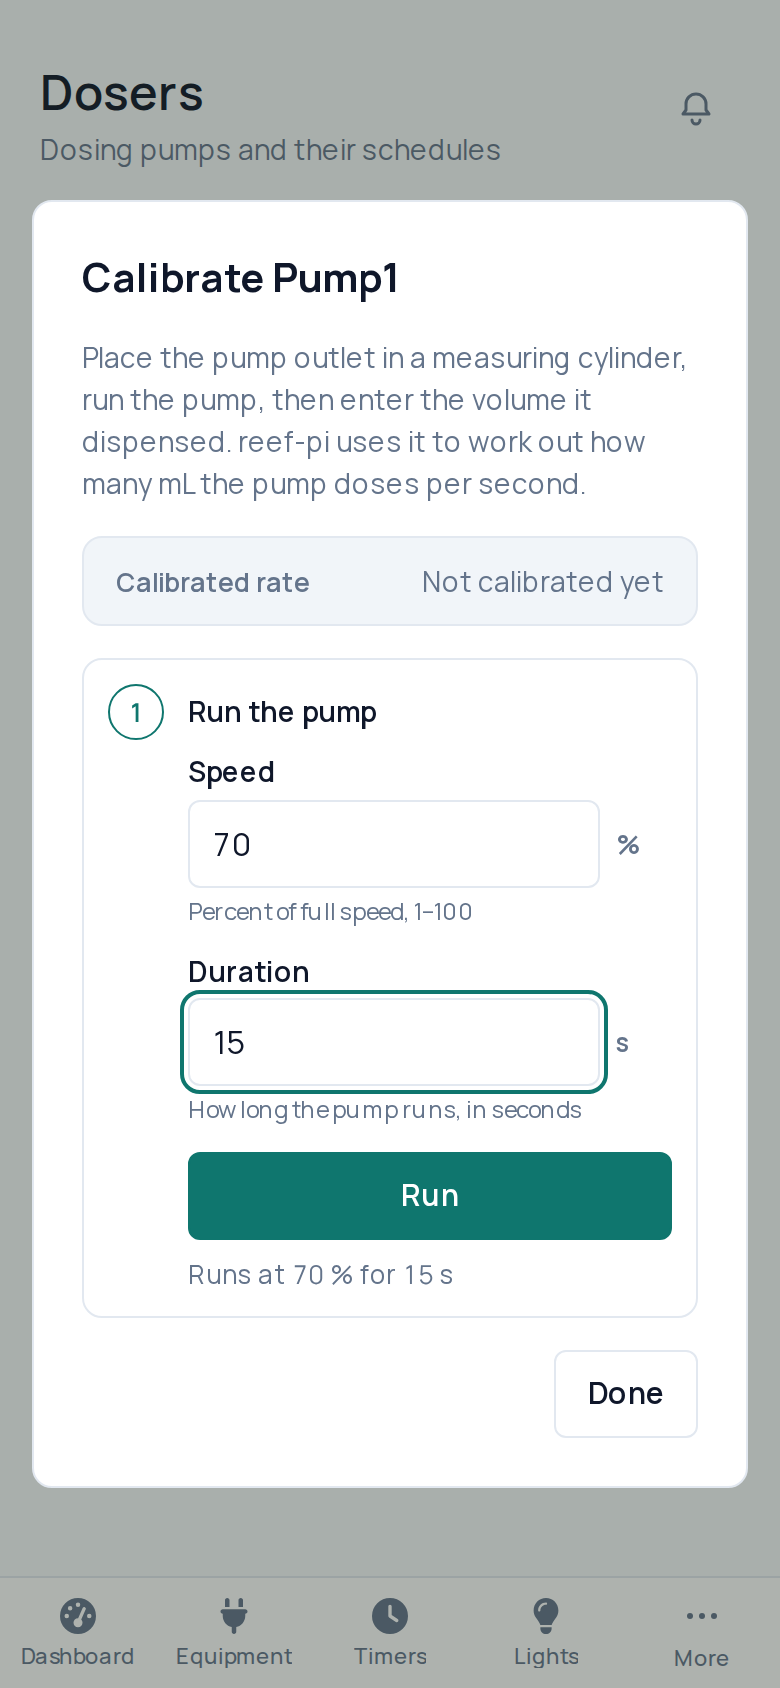 Dosers
Dosing pumps and their schedules
Calibrate Pump1
Place the pump outlet in a measuring cylinder,
run the pump, then enter the volume it
dispensed. reef-pi uses it to work out how
many mL the pump doses per second.
Calibrated rate
Not calibrated yet
1
Run the pump
Speed
70
%
Percent of full speed, 1–100
Duration
15
s
How long the pump runs, in seconds
Run
Runs at 70 % for 15 s
Done
Dashboard
Equipment
Timers
Lights
More